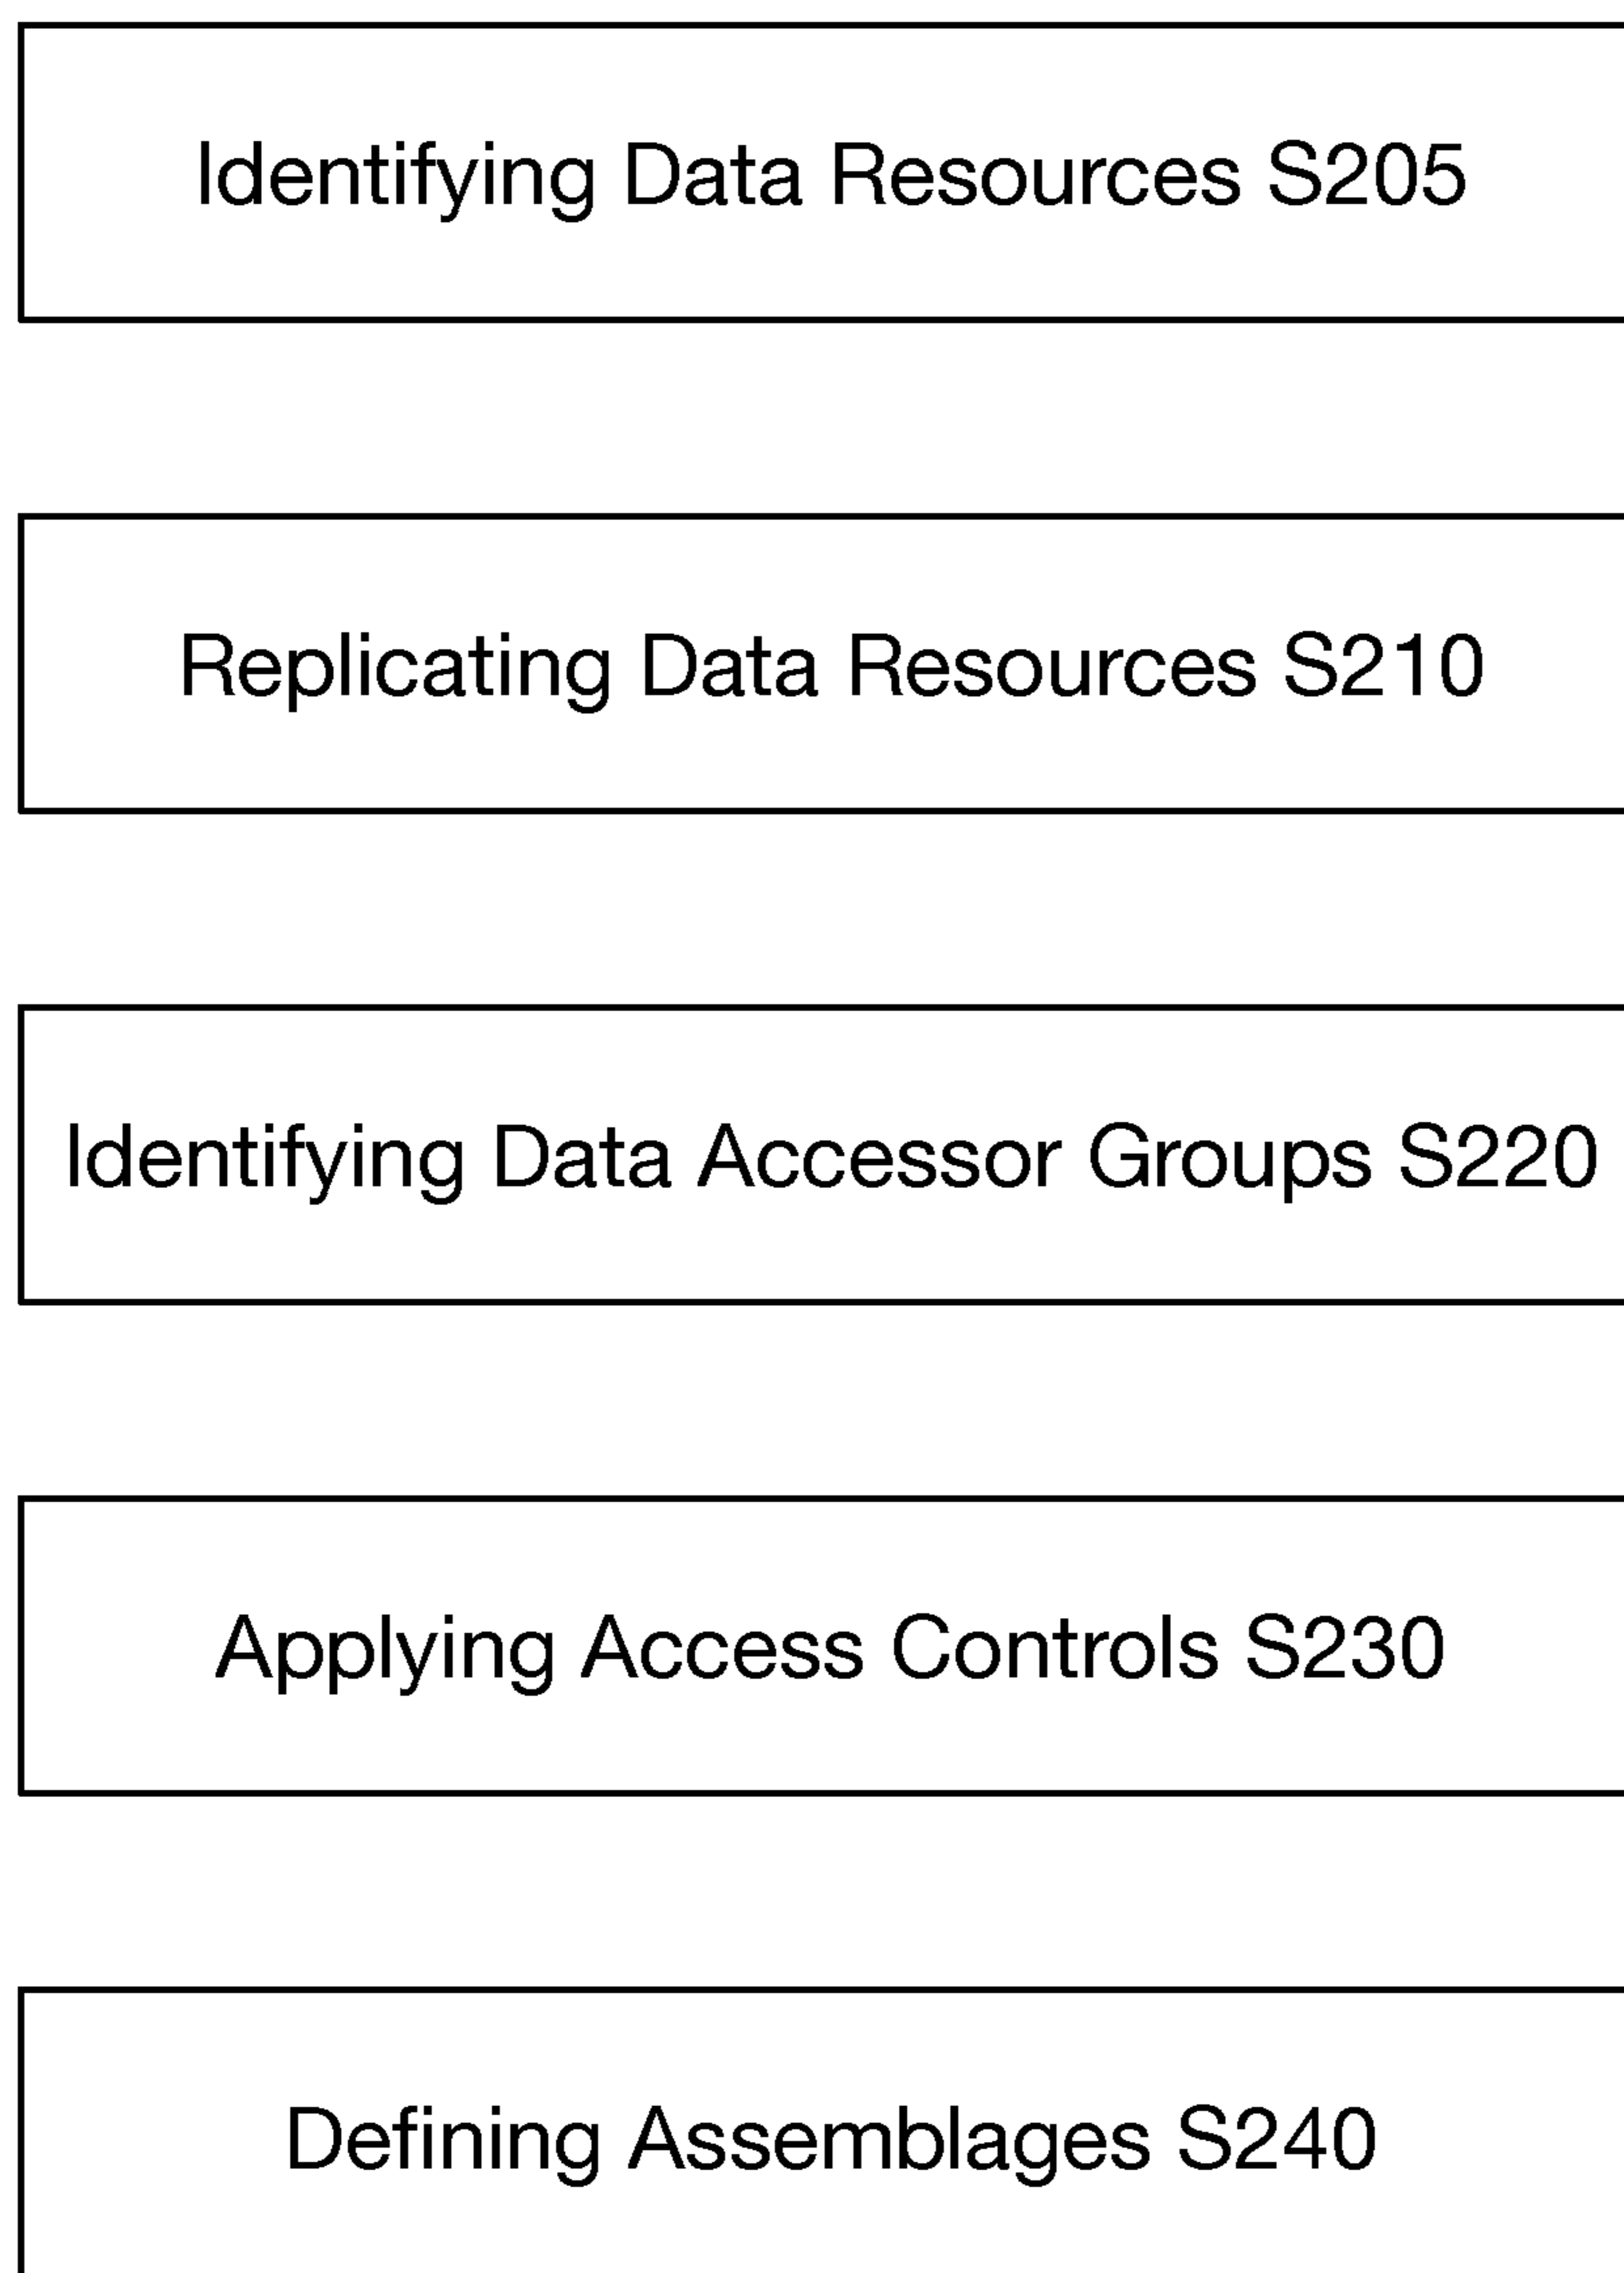 Identifying Data Resources S205
Replicating Data Resources S210
Identifying Data Accessor Groups S220
Applying Access Controls S230
Defining Assemblages S240